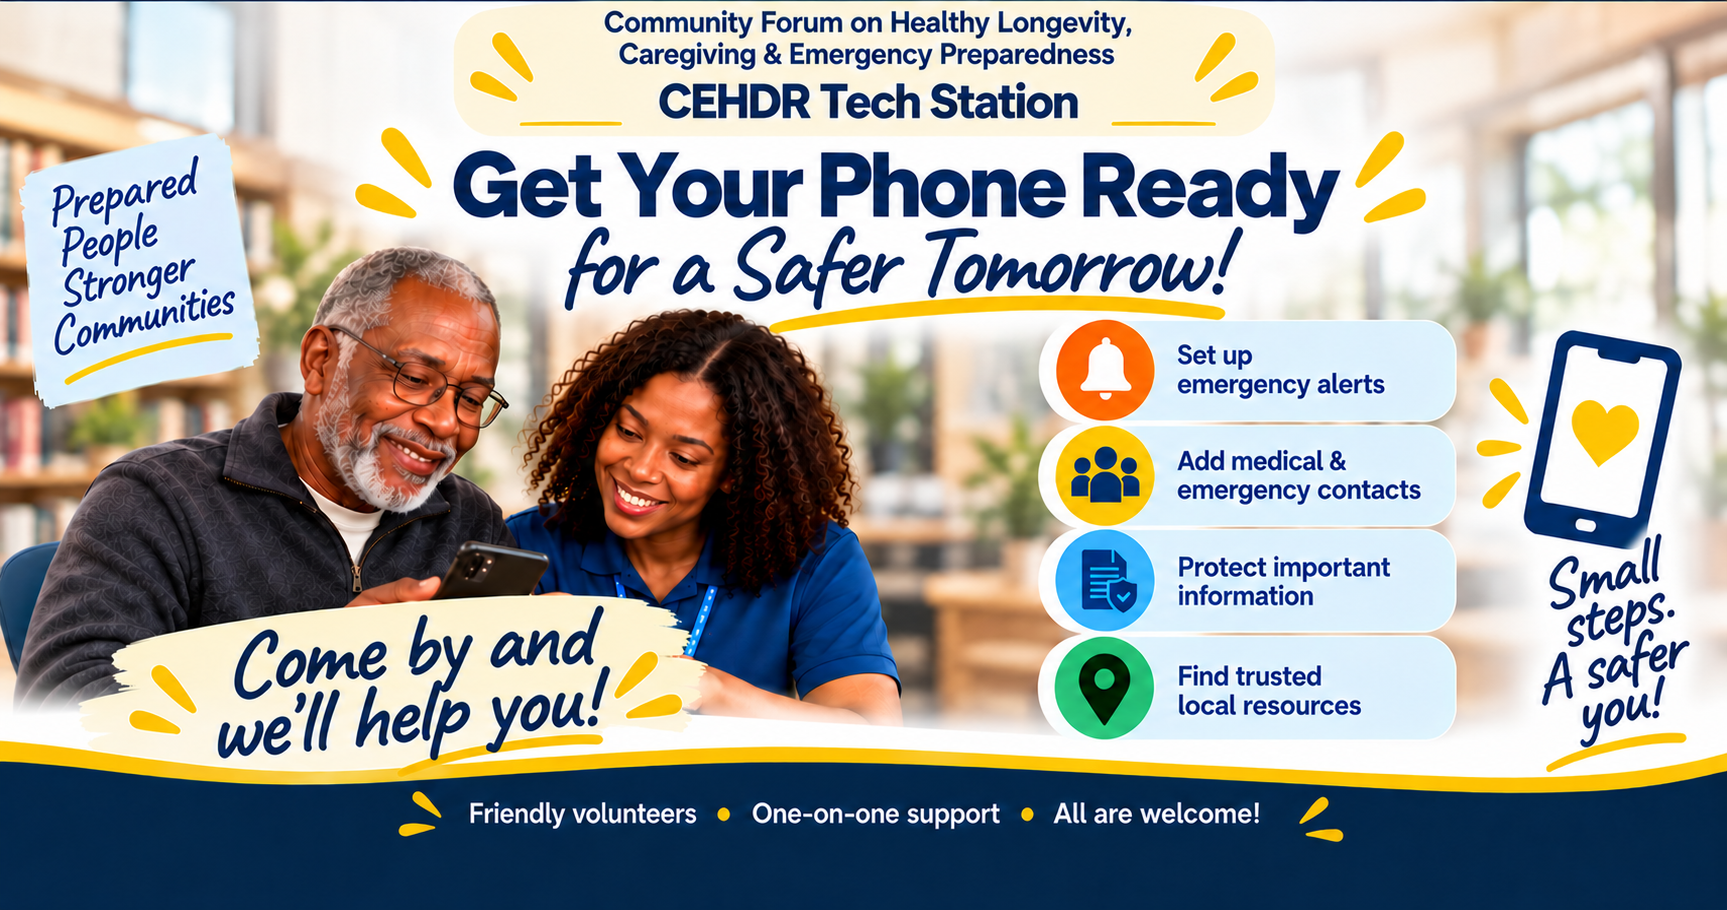 Community Forum on Healthy Longevity,
Caregiving & Emergency Preparedness
CEHDR Tech Station
Get Your Phone Ready
for a Safer Tomorrow!
Prepared
People
Stronger
Communities
Set up
emergency alerts
Add medical &
emergency contacts
Protect important
information
Find trusted
local resources
Small
steps.
A safer
you!
Come by and
we'll help you!
Friendly volunteers • One-on-one support • All are welcome!